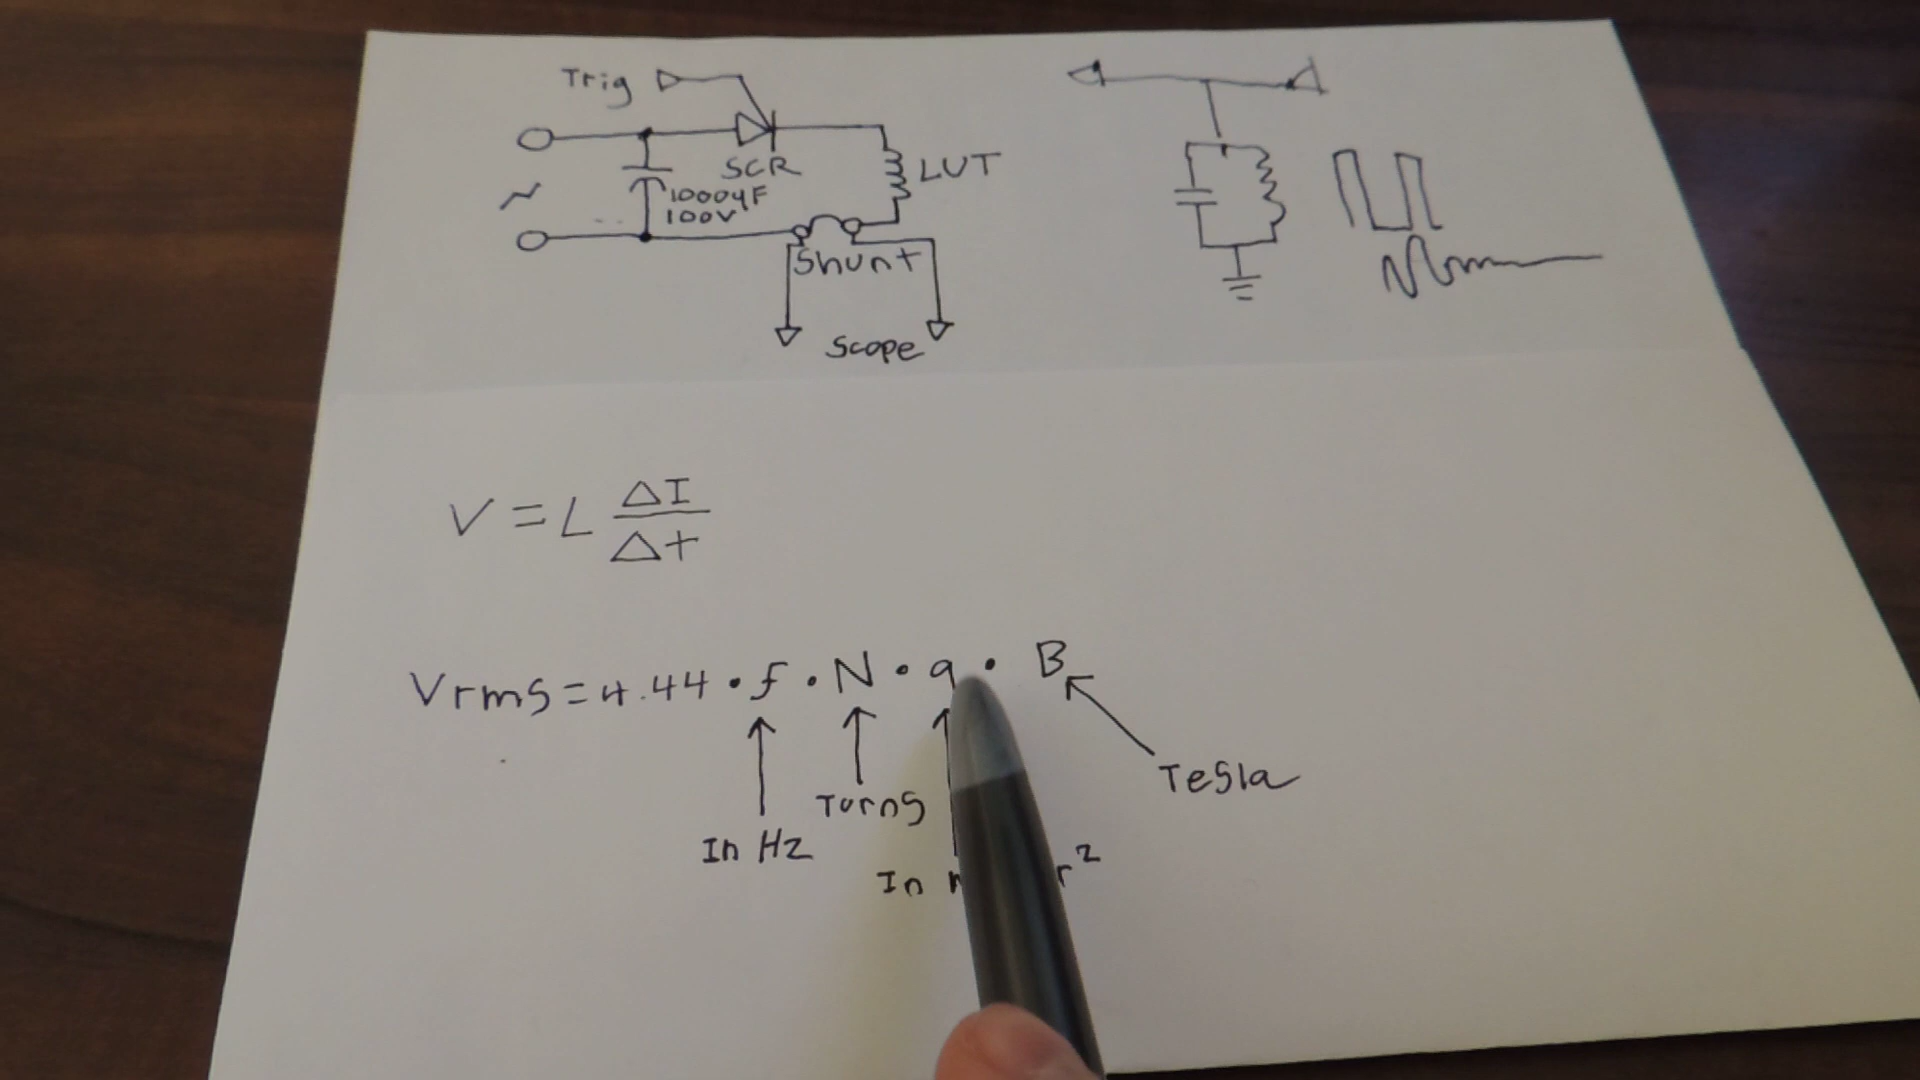 Trig
SCR
LUT
1000µF
100V
Shunt
Scope
V = L ΔI/Δt
Vrms = 4.44 · f · N · a · B
Tesla
Turns
In Hz
In